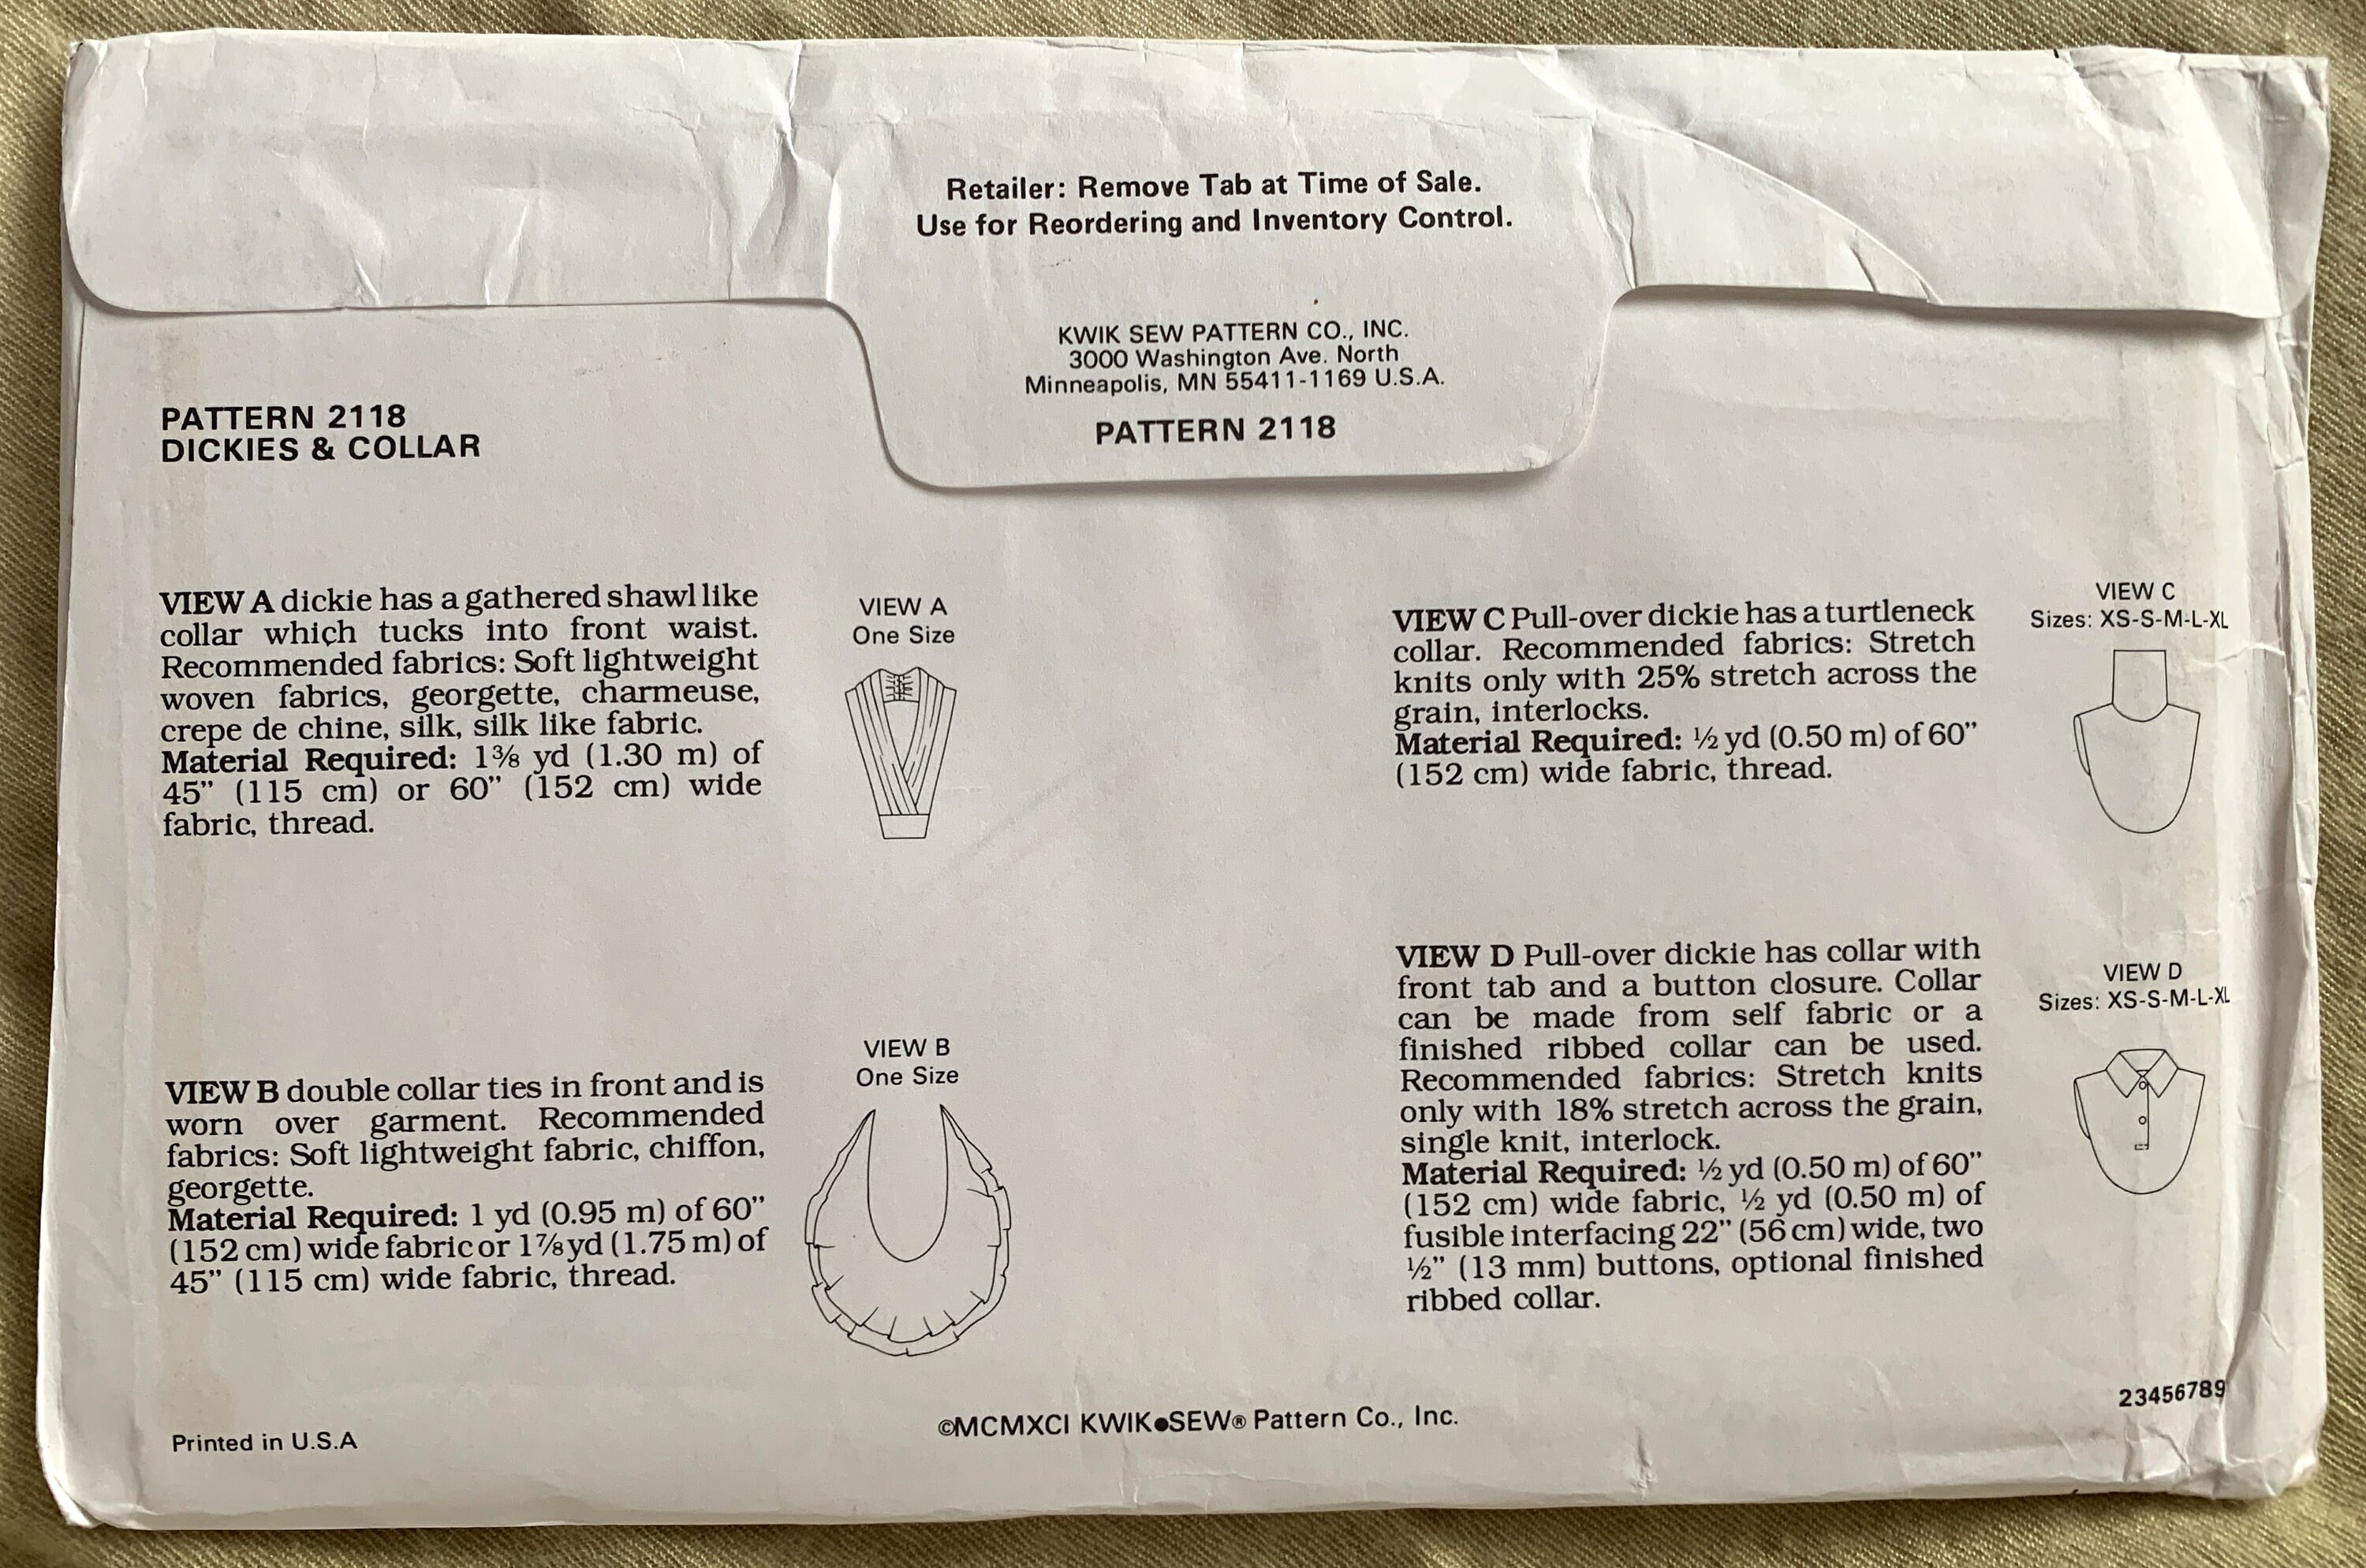 Retailer: Remove Tab at Time of Sale.
Use for Reordering and Inventory Control.
KWIK SEW PATTERN CO., INC.
3000 Washington Ave. North
Minneapolis, MN 55411-1169 U.S.A.
PATTERN 2118
PATTERN 2118
DICKIES & COLLAR
VIEW A dickie has a gathered shawl like
collar which tucks into front waist.
Recommended fabrics: Soft lightweight
woven fabrics, georgette, charmeuse,
crepe de chine, silk, silk like fabric.
Material Required: 1⅜ yd (1.30 m) of
45" (115 cm) or 60" (152 cm) wide
fabric, thread.
VIEW A
One Size
VIEW B double collar ties in front and is
worn over garment. Recommended
fabrics: Soft lightweight fabric, chiffon,
georgette.
Material Required: 1 yd (0.95 m) of 60"
(152 cm) wide fabric or 1⅞ yd (1.75 m) of
45" (115 cm) wide fabric, thread.
VIEW B
One Size
VIEW C Pull-over dickie has a turtleneck
collar. Recommended fabrics: Stretch
knits only with 25% stretch across the
grain, interlocks.
Material Required: ½ yd (0.50 m) of 60"
(152 cm) wide fabric, thread.
VIEW C
Sizes: XS-S-M-L-XL
VIEW D Pull-over dickie has collar with
front tab and a button closure. Collar
can be made from self fabric or a
finished ribbed collar can be used.
Recommended fabrics: Stretch knits
only with 18% stretch across the grain,
single knit, interlock.
Material Required: ½ yd (0.50 m) of 60"
(152 cm) wide fabric, ½ yd (0.50 m) of
fusible interfacing 22" (56 cm) wide, two
½" (13 mm) buttons, optional finished
ribbed collar.
VIEW D
Sizes: XS-S-M-L-XL
23456789
©MCMXCI KWIK●SEW® Pattern Co., Inc.
Printed in U.S.A